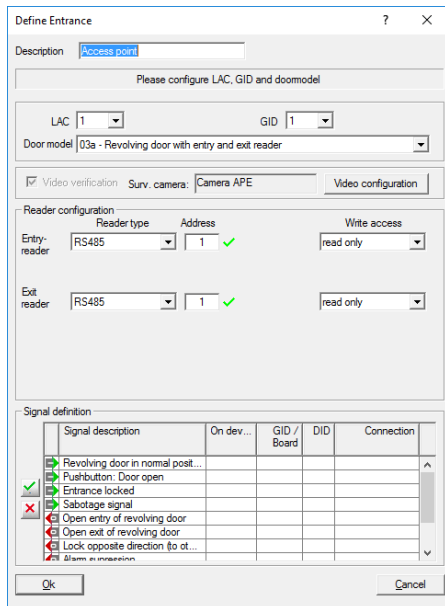 Define Entrance ? ×
Description Access point
Please configure LAC, GID and doormodel
LAC 1 GID 1
Door model 03a - Revolving door with entry and exit reader
Video verification Surv. camera: Camera APE Video configuration
Reader configuration
Reader type Address Write access
Entry-
reader RS485 1 read only
Exit
reader RS485 1 read only
Signal definition
Signal description On dev... GID / DID Connection
Board
Revolving door in normal posit...
Pushbutton: Door open
Entrance locked
Sabotage signal
Open entry of revolving door
Open exit of revolving door
Lock opposite direction (to ot...
Alarm supression
Ok Cancel